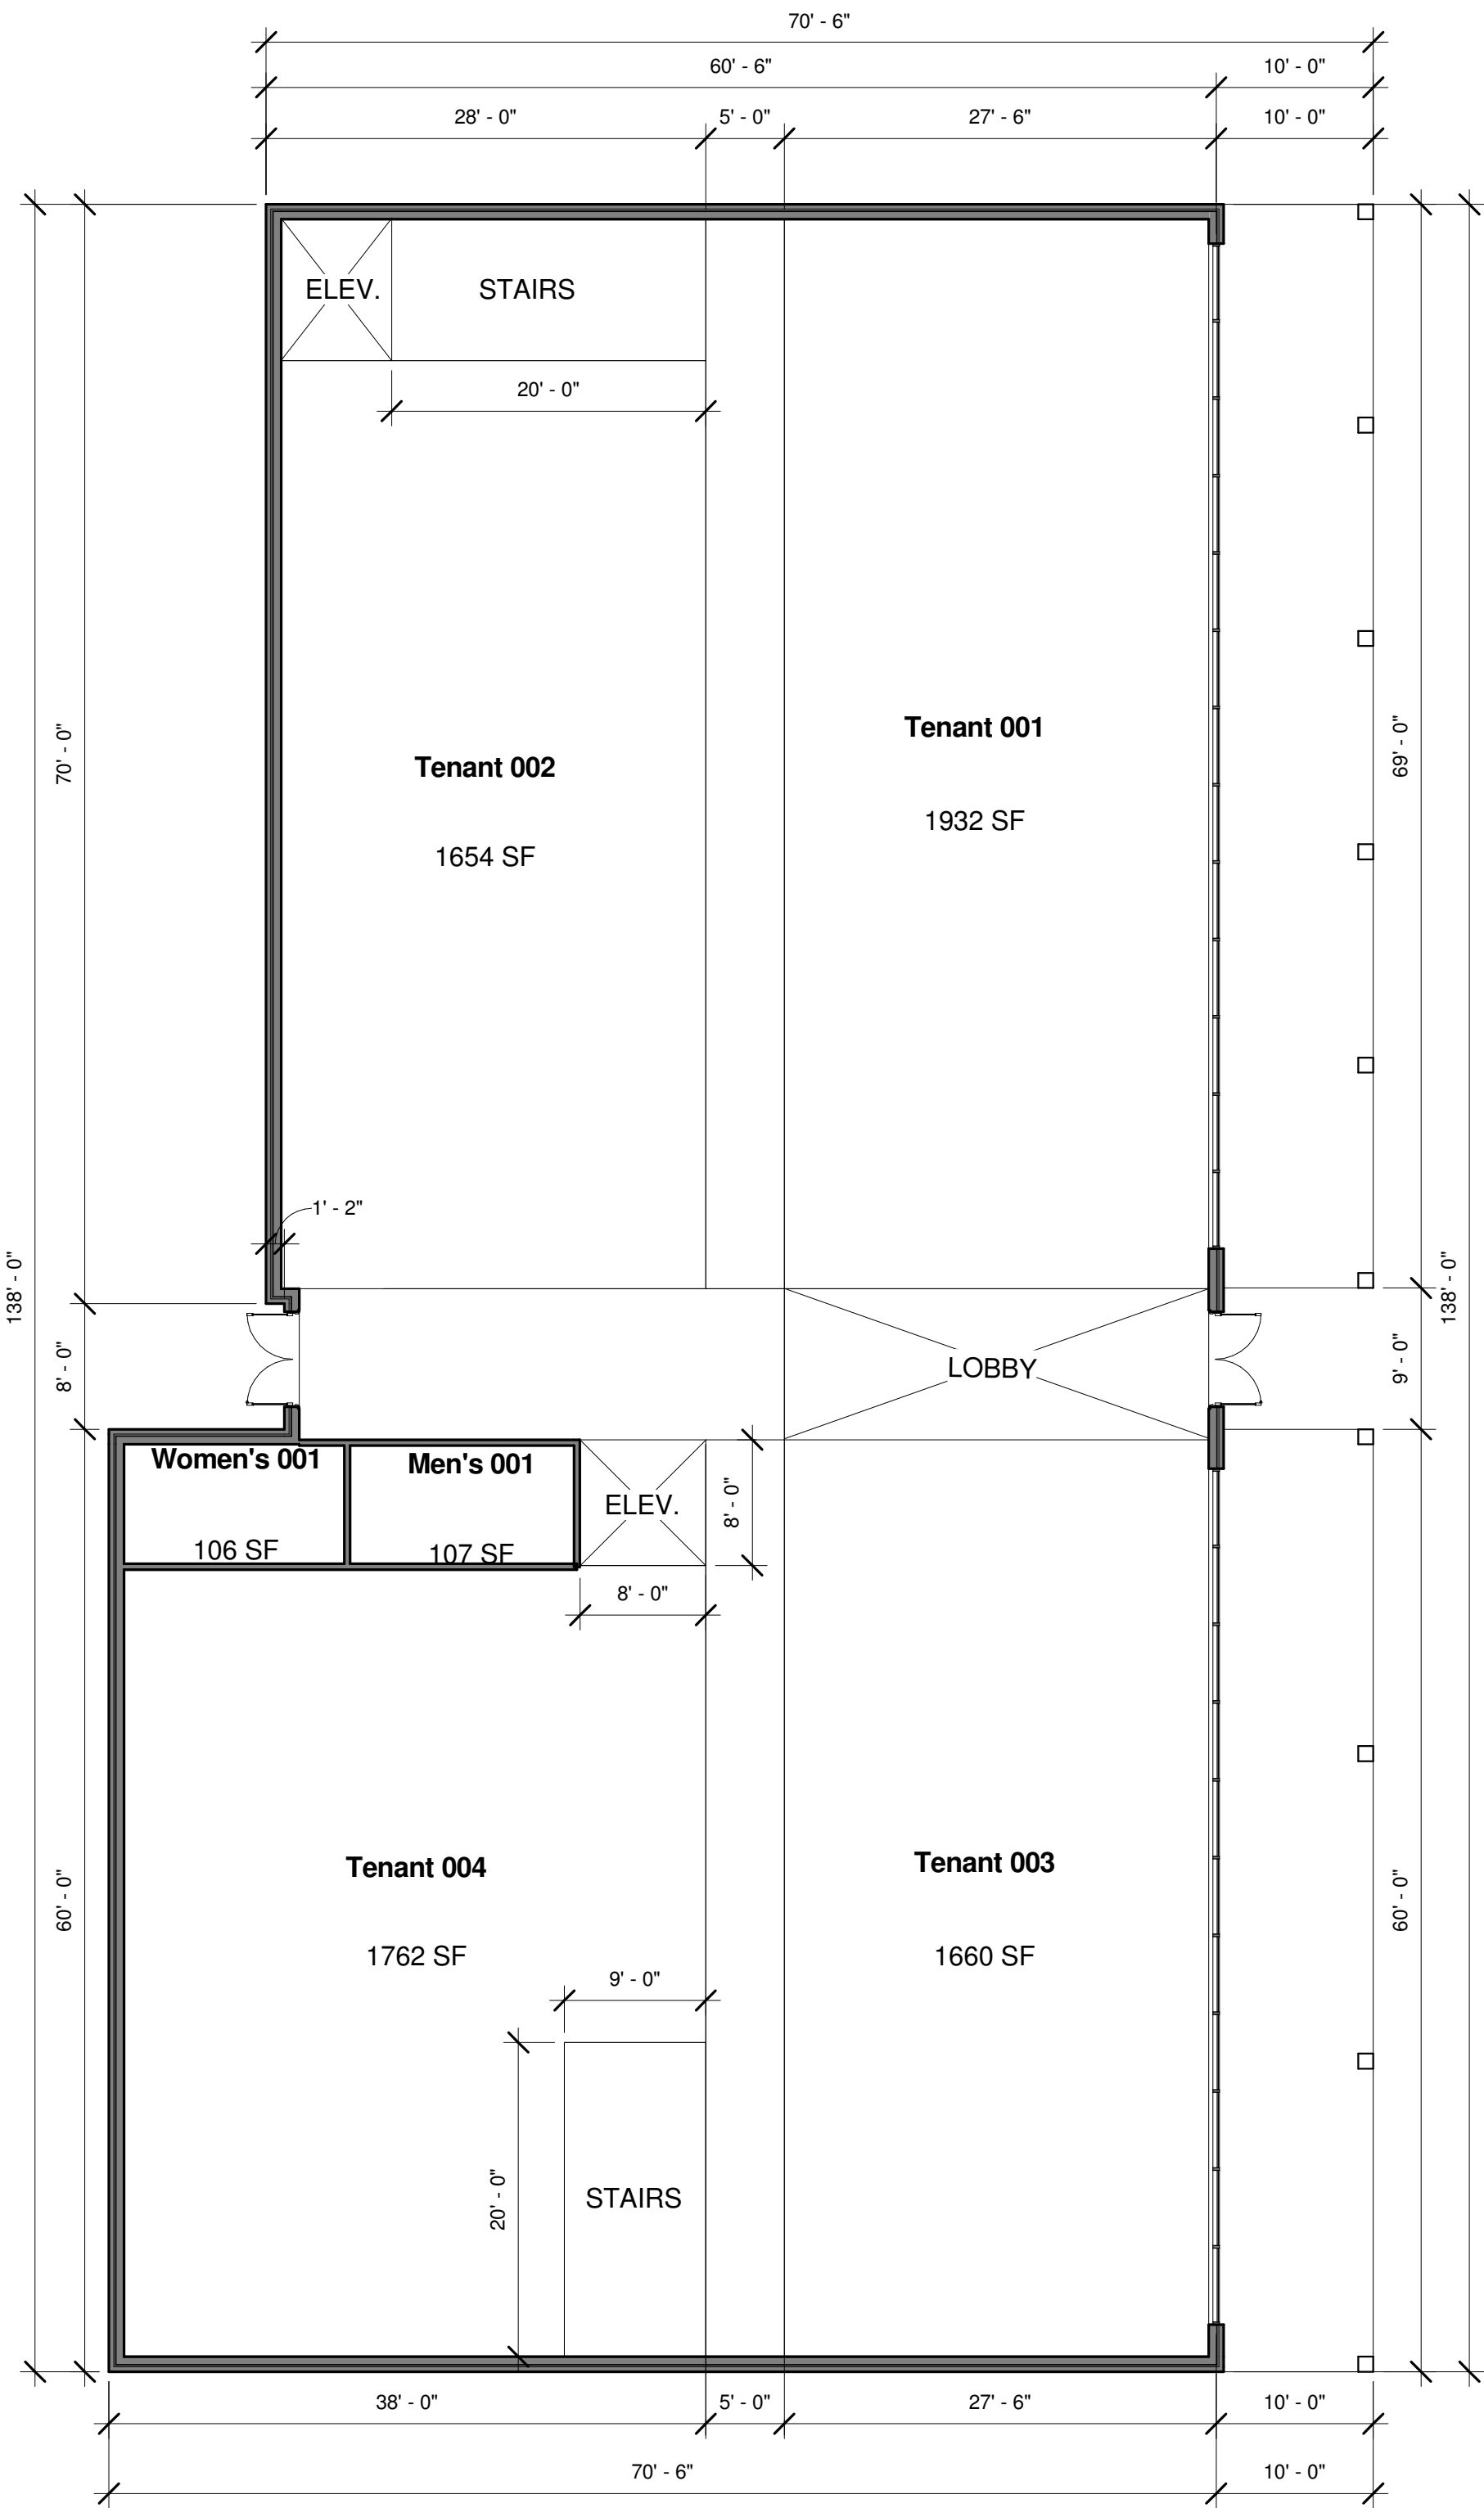 70' - 6"
60' - 6"
10' - 0"
28' - 0"
5' - 0"
27' - 6"
10' - 0"
ELEV.
STAIRS
20' - 0"
70' - 0"
69' - 0"
Tenant 001
1932 SF
Tenant 002
1654 SF
1' - 2"
138' - 0"
138' - 0"
8' - 0"
9' - 0"
LOBBY
Women's 001
106 SF
Men's 001
107 SF
ELEV.
8' - 0"
8' - 0"
60' - 0"
60' - 0"
Tenant 004
1762 SF
Tenant 003
1660 SF
9' - 0"
20' - 0"
STAIRS
38' - 0"
5' - 0"
27' - 6"
10' - 0"
70' - 6"
10' - 0"